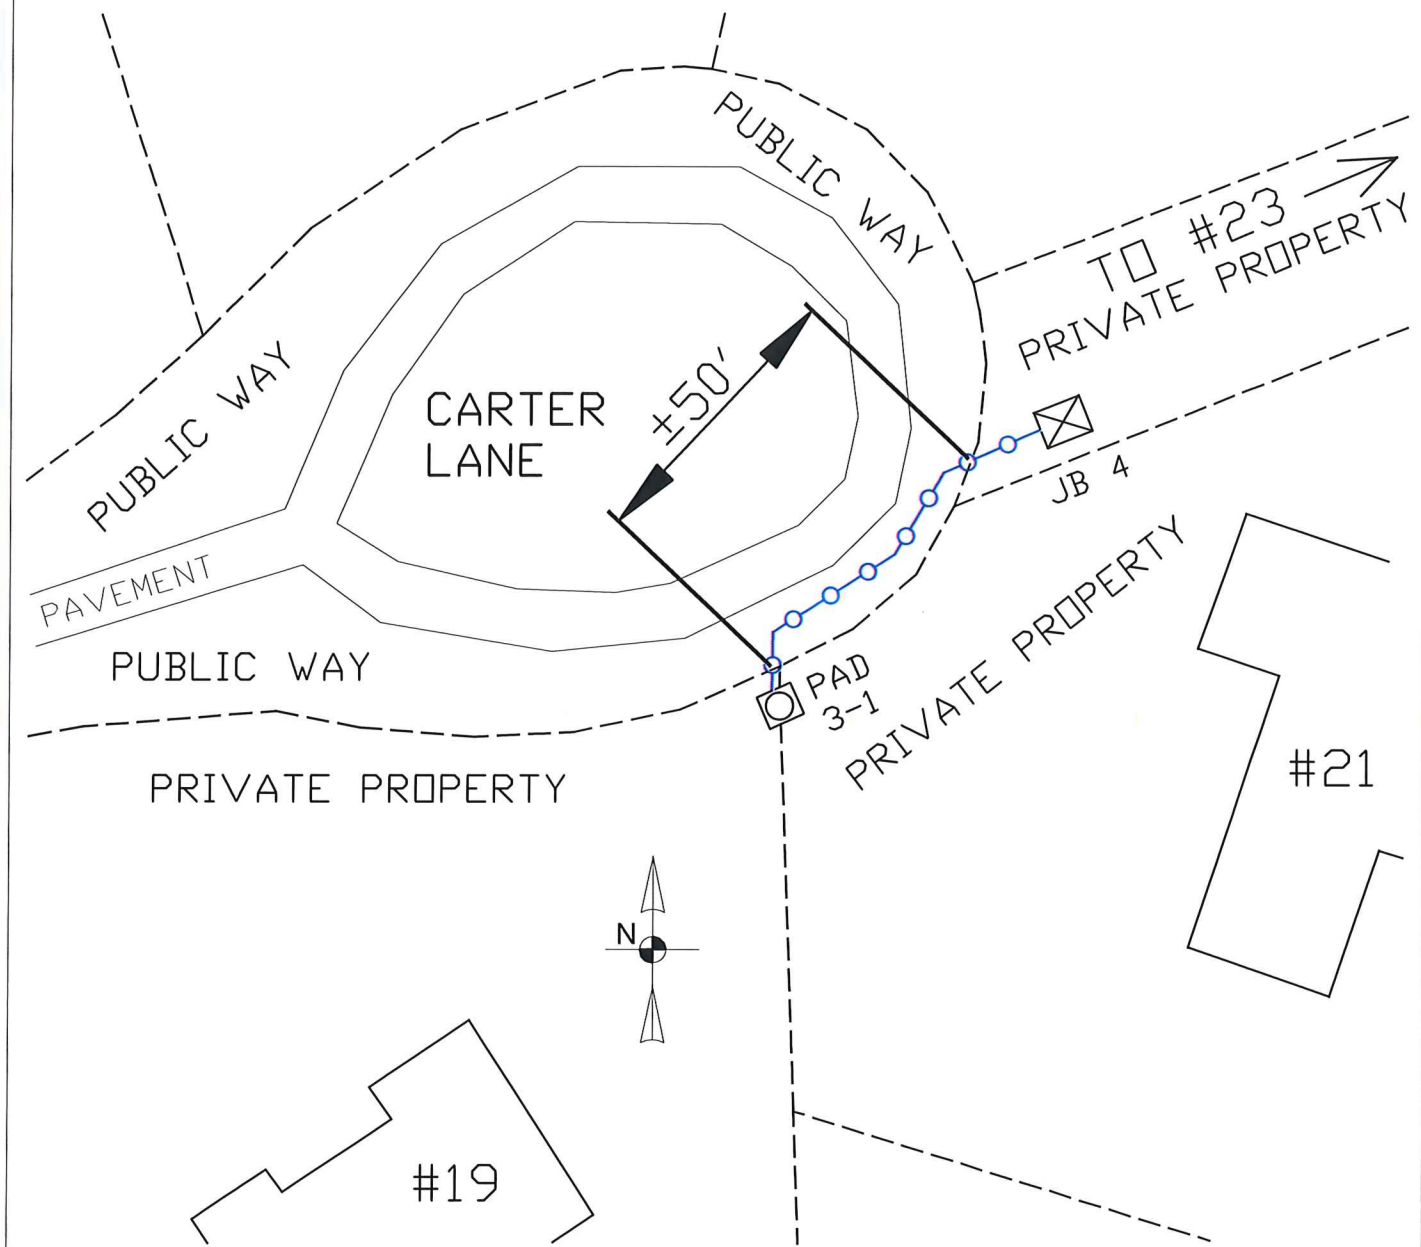 PUBLIC WAY
TO #23
PRIVATE PROPERTY
PUBLIC WAY
CARTER
LANE
±50'
JB 4
PAVEMENT
PUBLIC WAY
PAD
3-1
PRIVATE PROPERTY
PRIVATE PROPERTY
#21
N
#19